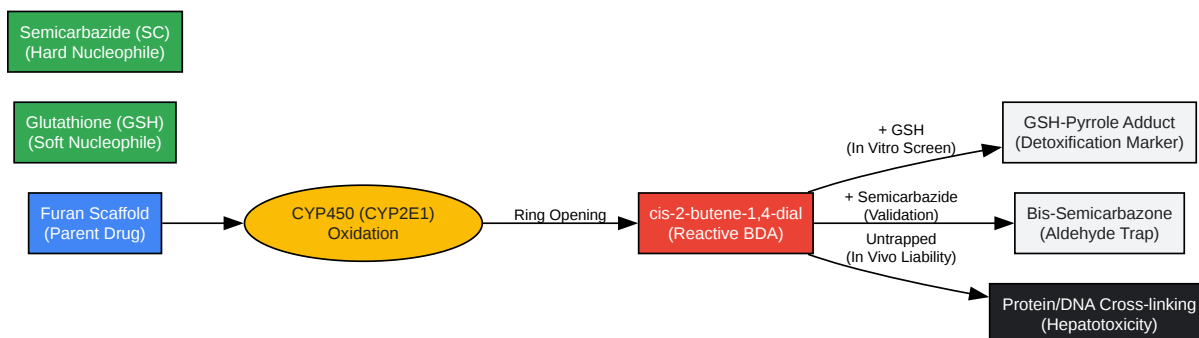 Semicarbazide (SC)
(Hard Nucleophile)
Glutathione (GSH)
(Soft Nucleophile)
Furan Scaffold
(Parent Drug)
CYP450 (CYP2E1)
Oxidation
Ring Opening
cis-2-butene-1,4-dial
(Reactive BDA)
+ GSH
(In Vitro Screen)
+ Semicarbazide
(Validation)
Untrapped
(In Vivo Liability)
GSH-Pyrrole Adduct
(Detoxification Marker)
Bis-Semicarbazone
(Aldehyde Trap)
Protein/DNA Cross-linking
(Hepatotoxicity)